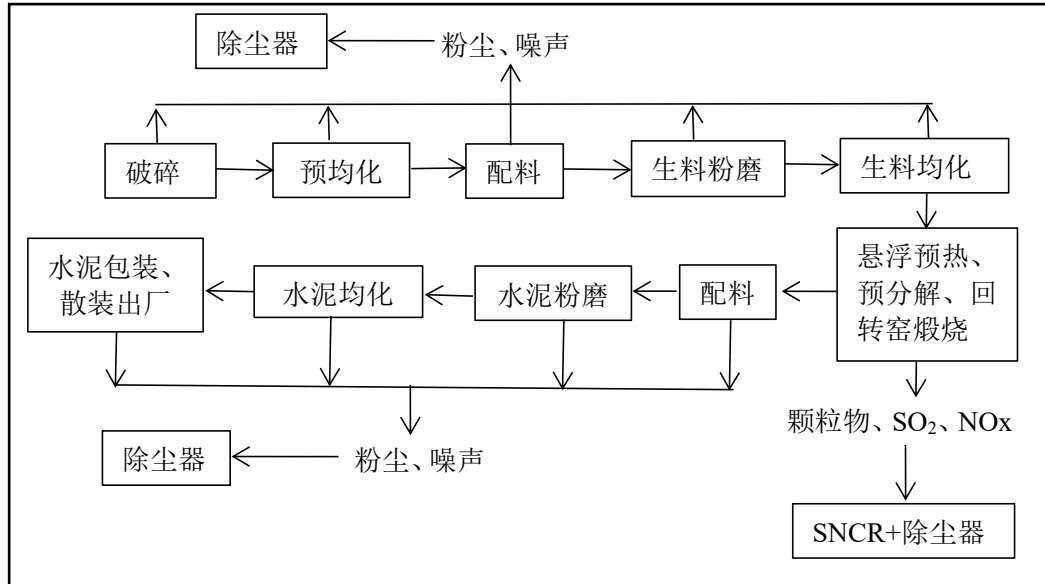 除尘器
粉尘、噪声
破碎
预均化
配料
生料粉磨
生料均化
水泥包装、
散装出厂
水泥均化
水泥粉磨
配料
悬浮预热、
预分解、回
转窑煅烧
颗粒物、SO₂、NOx
除尘器
粉尘、噪声
SNCR+除尘器